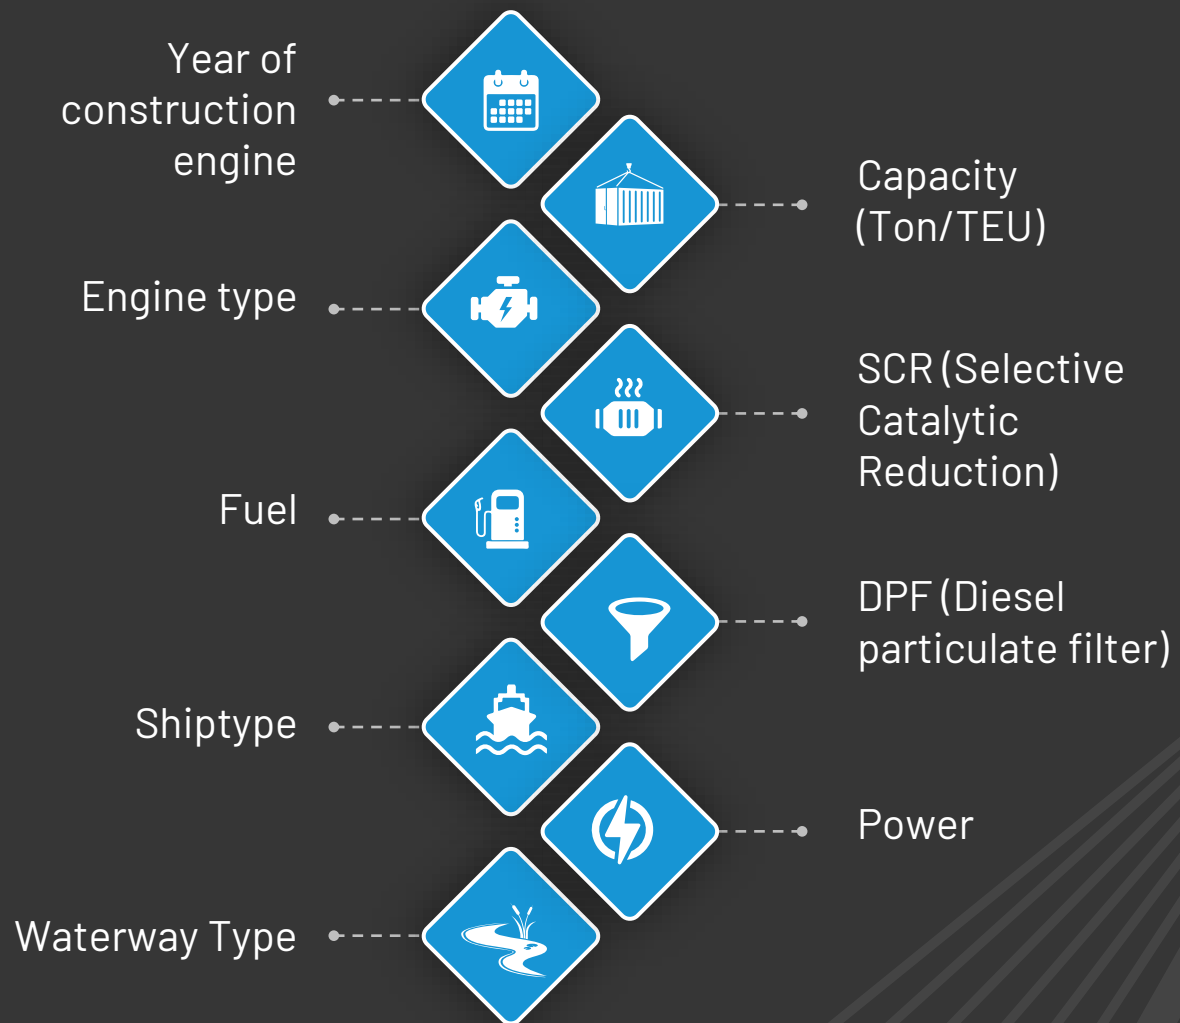 Year of
construction
engine
Capacity
(Ton/TEU)
Engine type
SCR (Selective
Catalytic
Reduction)
Fuel
DPF (Diesel
particulate filter)
Shiptype
Power
Waterway Type